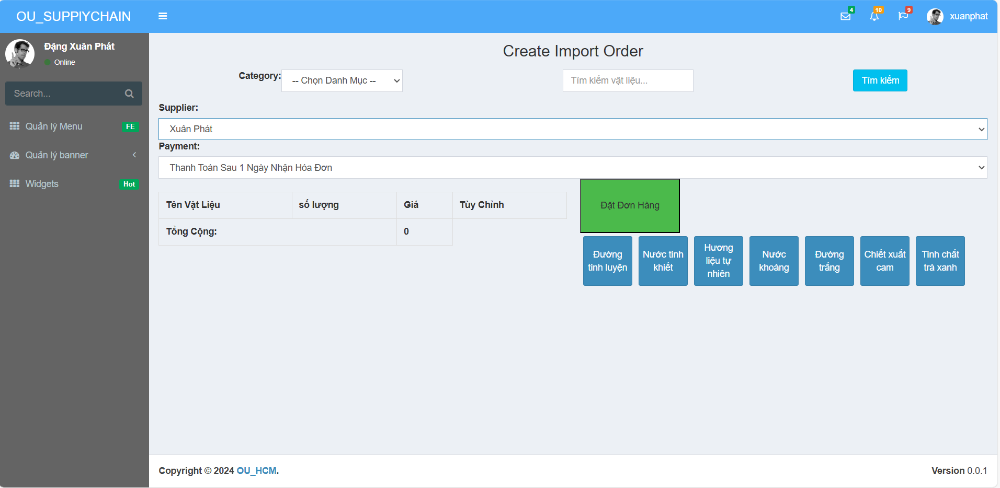 OU_SUPPIYCHAIN
4
10
9
xuanphat
Đặng Xuân Phát
Online
Search...
Quản lý Menu
FE
Quản lý banner
Widgets
Hot
Create Import Order
Category:
-- Chọn Danh Mục --
Tìm kiếm vật liệu...
Tìm kiếm
Supplier:
Xuân Phát
Payment:
Thanh Toán Sau 1 Ngày Nhận Hóa Đơn
Tên Vật Liệu
số lượng
Giá
Tùy Chỉnh
Tổng Cộng:
0
Đặt Đơn Hàng
Đường
tinh luyện
Nước tinh
khiết
Hương
liệu tự
nhiên
Nước
khoáng
Đường
trắng
Chiết xuất
cam
Tinh chất
trà xanh
Copyright © 2024 OU_HCM.
Version 0.0.1